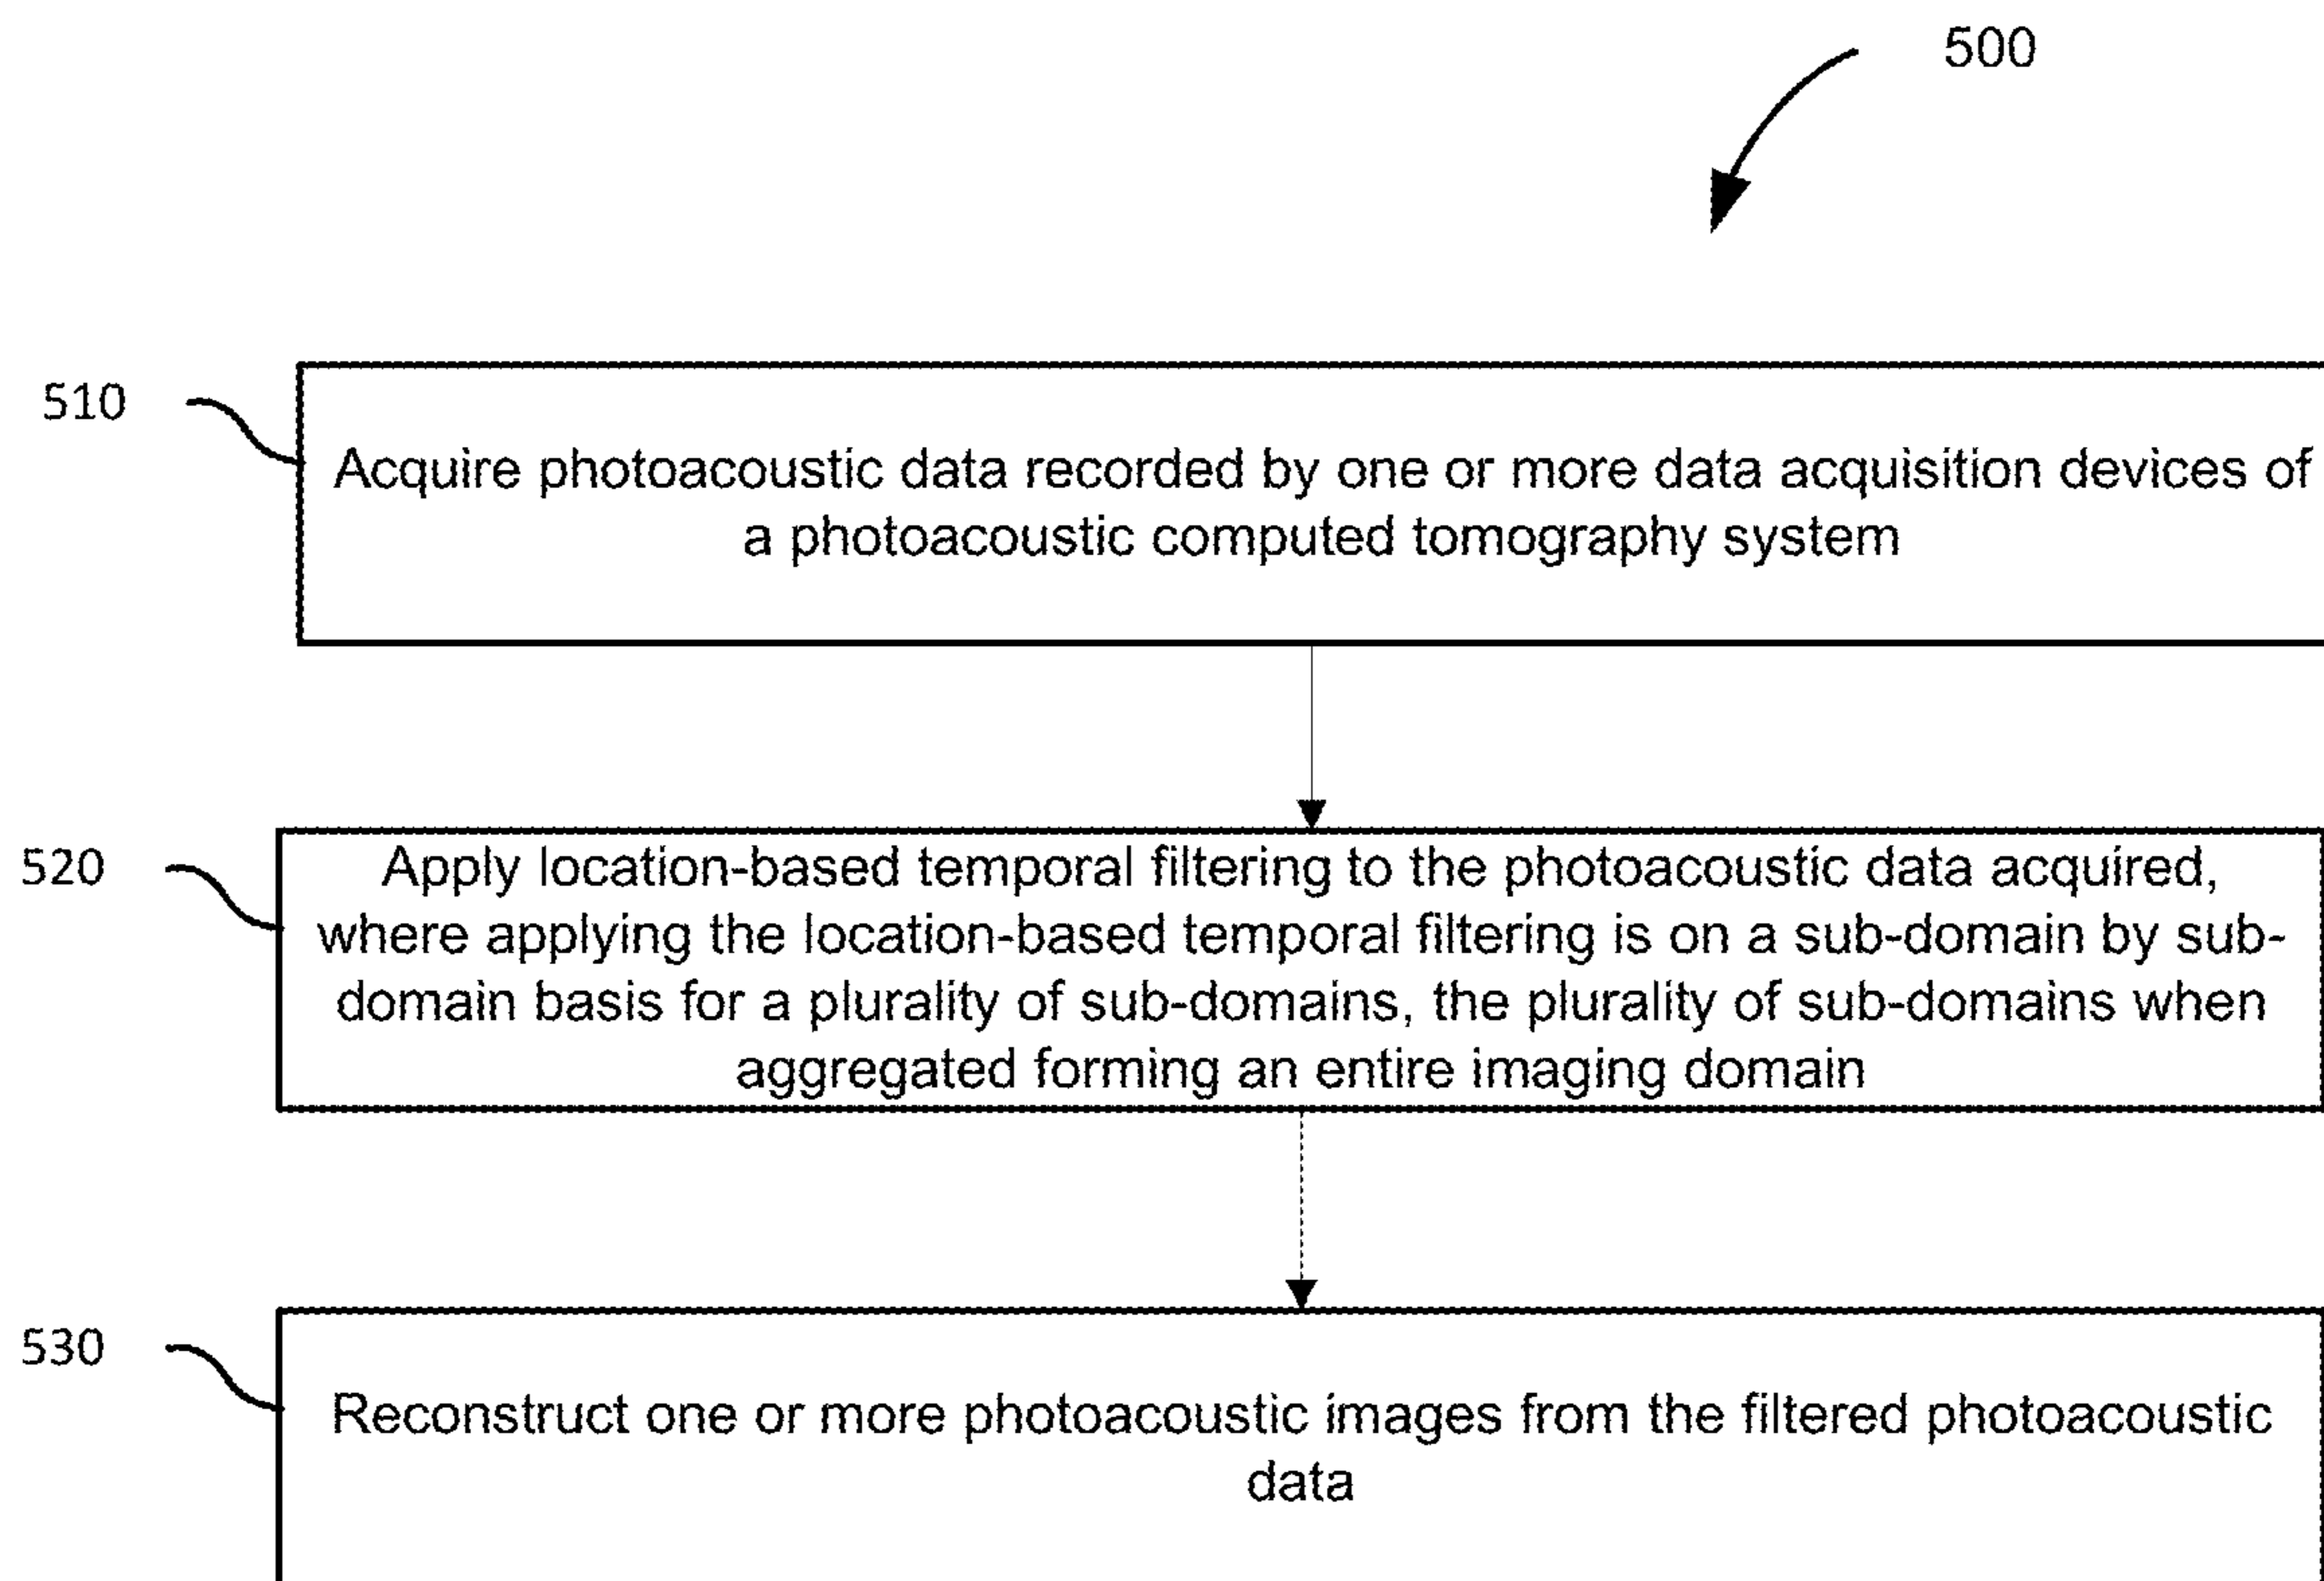 500
510
Acquire photoacoustic data recorded by one or more data acquisition devices of
a photoacoustic computed tomography system
520
Apply location-based temporal filtering to the photoacoustic data acquired,
where applying the location-based temporal filtering is on a sub-domain by sub-
domain basis for a plurality of sub-domains, the plurality of sub-domains when
aggregated forming an entire imaging domain
530
Reconstruct one or more photoacoustic images from the filtered photoacoustic
data